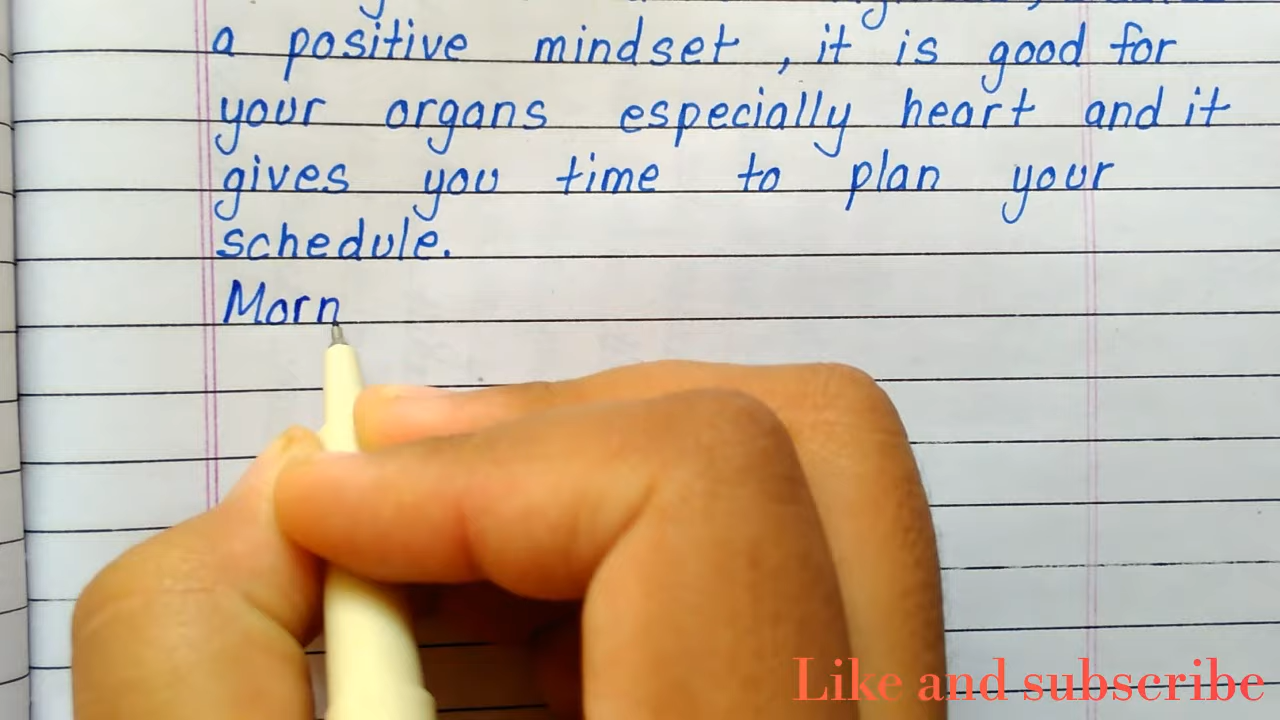 a positive mindset, it is good for
your organs especially heart and it
gives you time to plan your
schedule.
Morn
Like and subscribe